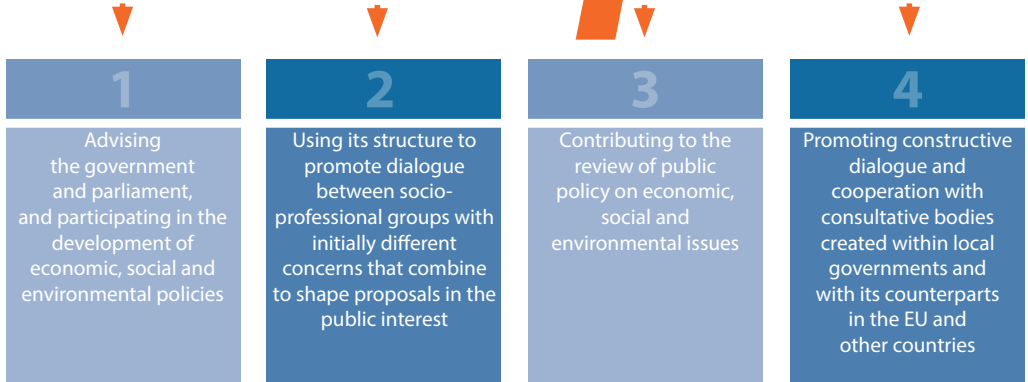 1
Advising
the government
and parliament,
and participating in the
development of
economic, social and
environmental policies
2
Using its structure to
promote dialogue
between socio-
professional groups with
initially different
concerns that combine
to shape proposals in the
public interest
3
Contributing to the
review of public
policy on economic,
social and
environmental issues
4
Promoting constructive
dialogue and
cooperation with
consultative bodies
created within local
governments and
with its counterparts
in the EU and
other countries